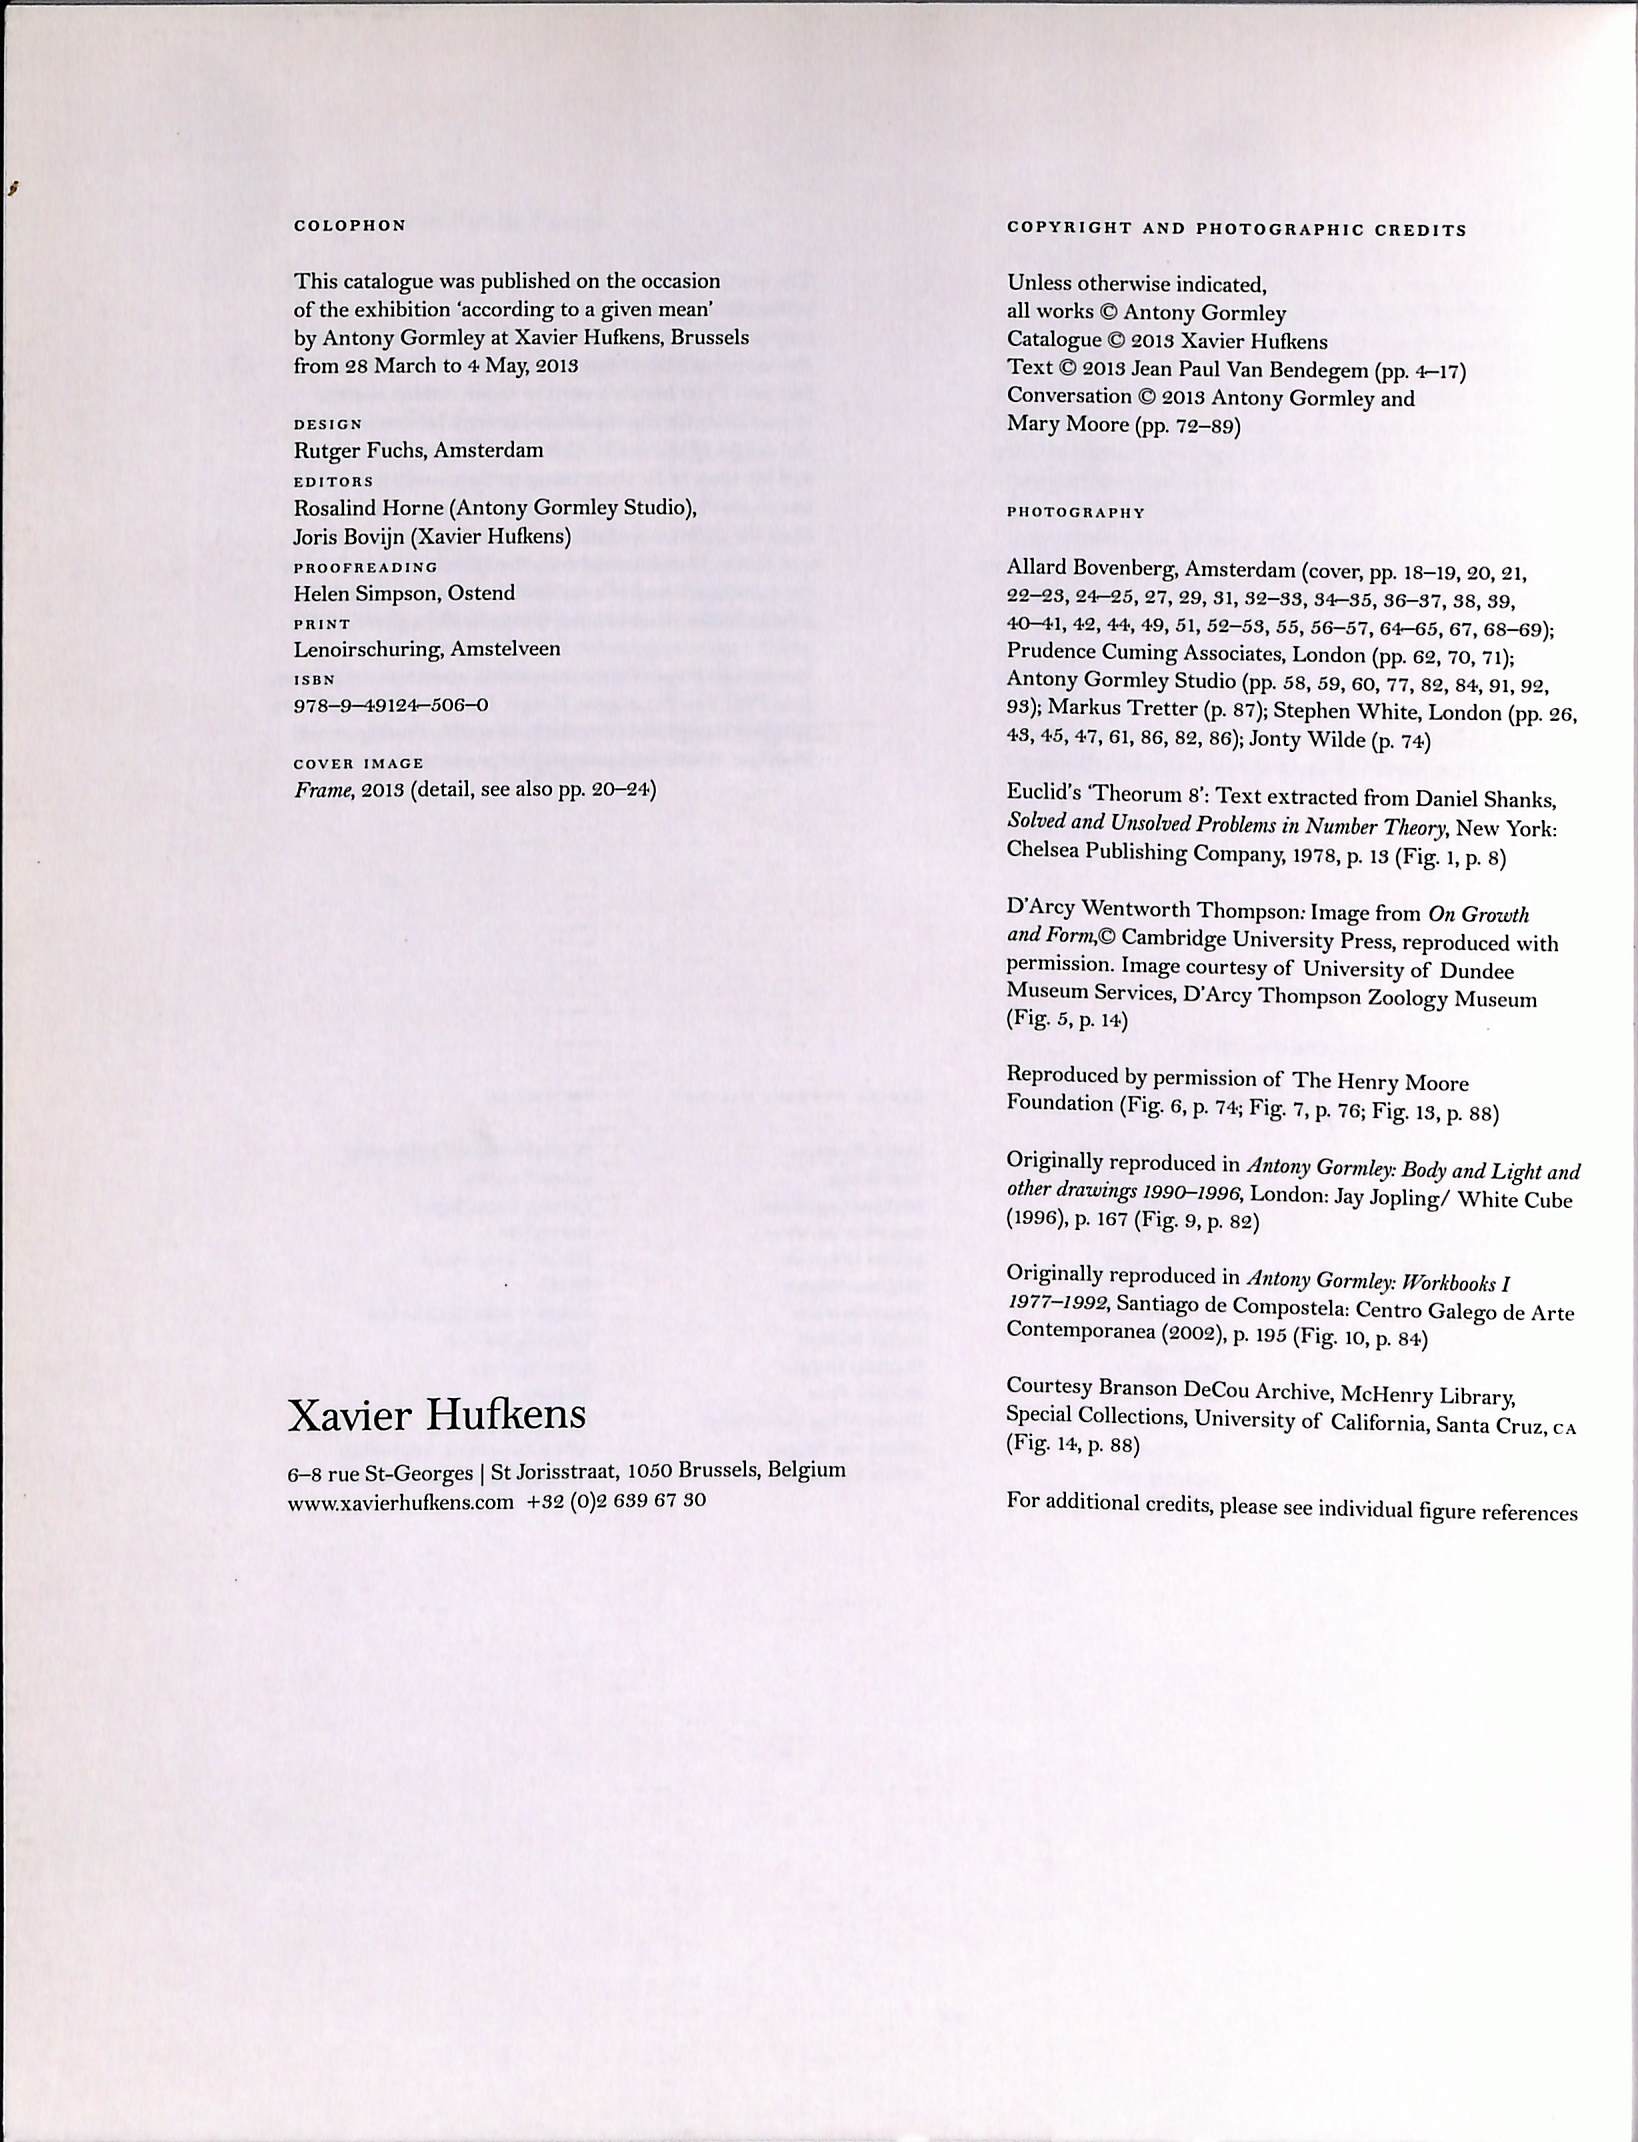 COLOPHON
This catalogue was published on the occasion
of the exhibition ‘according to a given mean’
by Antony Gormley at Xavier Hufkens, Brussels
from 28 March to 4 May, 2013
DESIGN
Rutger Fuchs, Amsterdam
EDITORS
Rosalind Horne (Antony Gormley Studio),
Joris Bovijn (Xavier Hufkens)
PROOFREADING
Helen Simpson, Ostend
PRINT
Lenoirschuring, Amstelveen
ISBN
978–9–49124–506–0
COVER IMAGE
Frame, 2013 (detail, see also pp. 20–24)
Xavier Hufkens
6–8 rue St-Georges | St Jorisstraat, 1050 Brussels, Belgium
www.xavierhufkens.com +32 (0)2 639 67 30
COPYRIGHT AND PHOTOGRAPHIC CREDITS
Unless otherwise indicated,
all works © Antony Gormley
Catalogue © 2013 Xavier Hufkens
Text © 2013 Jean Paul Van Bendegem (pp. 4–17)
Conversation © 2013 Antony Gormley and
Mary Moore (pp. 72–89)
PHOTOGRAPHY
Allard Bovenberg, Amsterdam (cover, pp. 18–19, 20, 21,
22–23, 24–25, 27, 29, 31, 32–33, 34–35, 36–37, 38, 39,
40–41, 42, 44, 49, 51, 52–53, 55, 56–57, 64–65, 67, 68–69);
Prudence Cuming Associates, London (pp. 62, 70, 71);
Antony Gormley Studio (pp. 58, 59, 60, 77, 82, 84, 91, 92,
93); Markus Tretter (p. 87); Stephen White, London (pp. 26,
43, 45, 47, 61, 86, 82, 86); Jonty Wilde (p. 74)
Euclid’s ‘Theorum 8’: Text extracted from Daniel Shanks,
Solved and Unsolved Problems in Number Theory, New York:
Chelsea Publishing Company, 1978, p. 13 (Fig. 1, p. 8)
D’Arcy Wentworth Thompson: Image from On Growth
and Form,© Cambridge University Press, reproduced with
permission. Image courtesy of University of Dundee
Museum Services, D’Arcy Thompson Zoology Museum
(Fig. 5, p. 14)
Reproduced by permission of The Henry Moore
Foundation (Fig. 6, p. 74; Fig. 7, p. 76; Fig. 13, p. 88)
Originally reproduced in Antony Gormley: Body and Light and
other drawings 1990–1996, London: Jay Jopling/ White Cube
(1996), p. 167 (Fig. 9, p. 82)
Originally reproduced in Antony Gormley: Workbooks I
1977–1992, Santiago de Compostela: Centro Galego de Arte
Contemporanea (2002), p. 195 (Fig. 10, p. 84)
Courtesy Branson DeCou Archive, McHenry Library,
Special Collections, University of California, Santa Cruz, CA
(Fig. 14, p. 88)
For additional credits, please see individual figure references